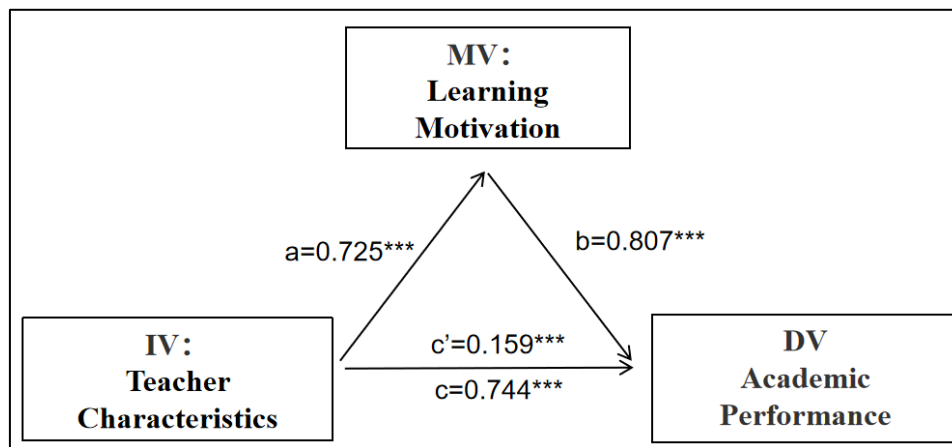 MV：
Learning
Motivation
a=0.725***
b=0.807***
IV：
Teacher
Characteristics
c’=0.159***
c=0.744***
DV
Academic
Performance